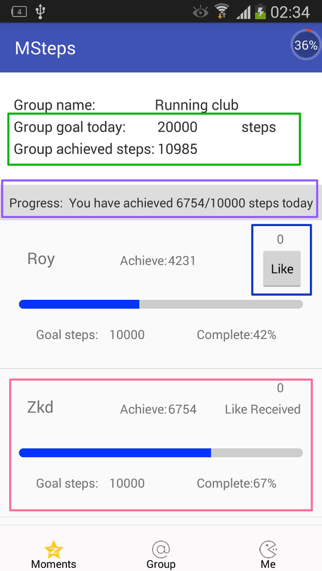 4 02:34
MSteps 36%
Group name: Running club
Group goal today: 20000 steps
Group achieved steps: 10985
Progress: You have achieved 6754/10000 steps today
0
Roy Achieve: 4231 Like
Goal steps: 10000 Complete: 42%
0
Zkd Achieve: 6754 Like Received
Goal steps: 10000 Complete: 67%
Moments Group Me